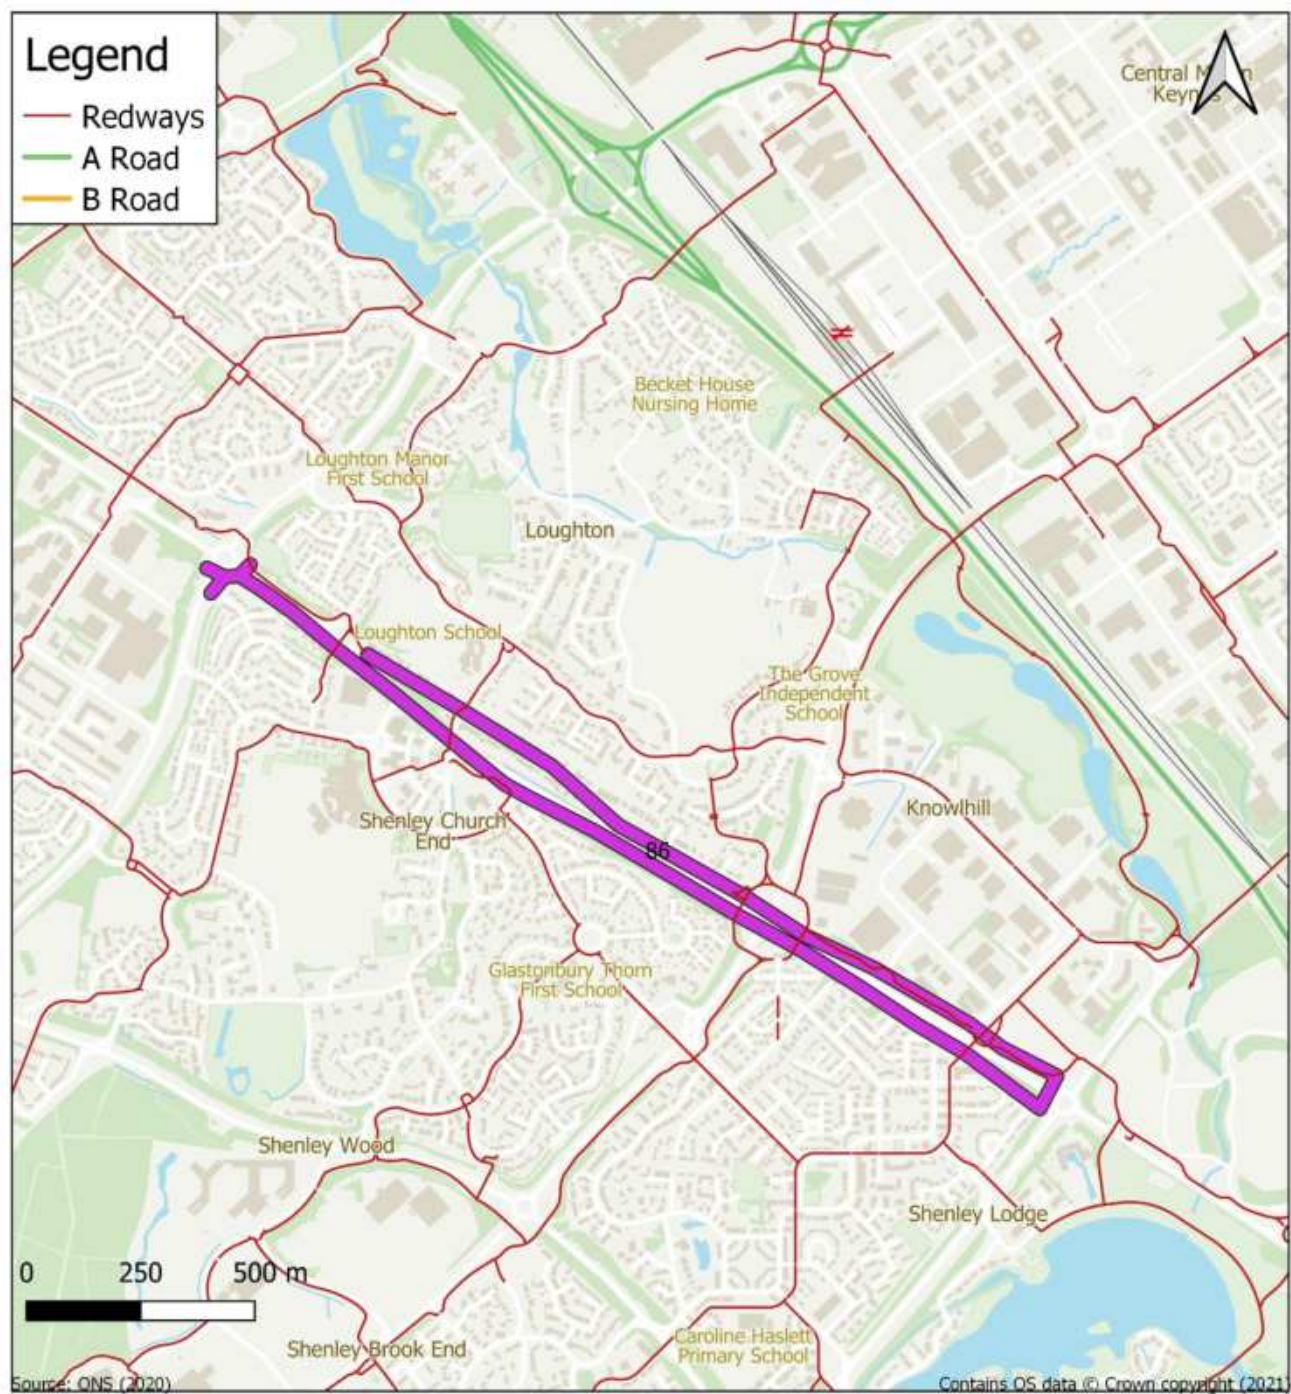 Legend
Redways
A Road
B Road
Central M n
Keyn s
Becket House
Nursing Home
Loughton Manor
First School
Loughton
Loughton School
The Grove
Independent
School
Knowlhill
Shenley Church
End
86
Glastonbury Thorn
First School
Shenley Wood
Shenley Lodge
0 250 500 m
Shenley Brook End
Caroline Haslett
Primary School
Source: ONS (2020)
Contains OS data © Crown copyright (2021)